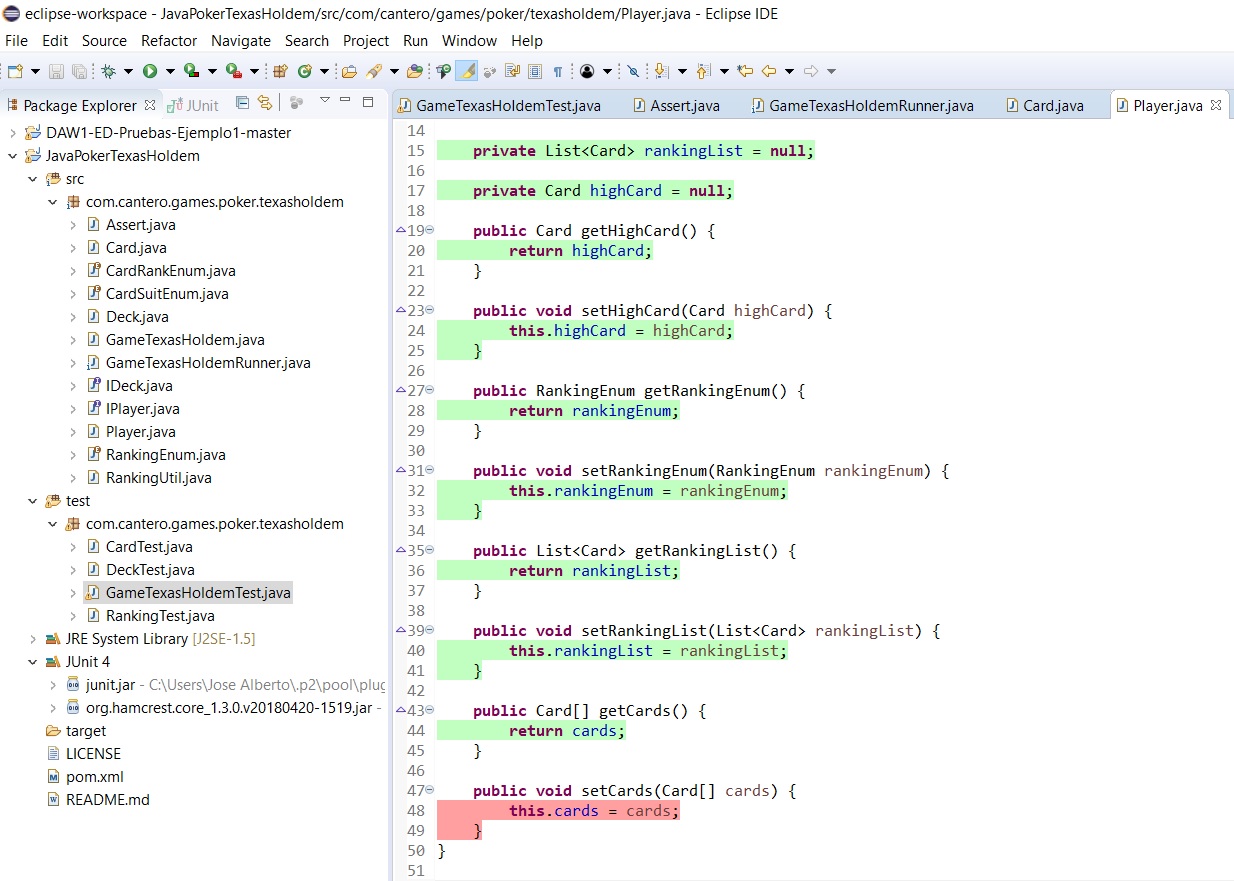 eclipse-workspace - JavaPokerTexasHoldem/src/com/cantero/games/poker/texasholdem/Player.java - Eclipse IDE
File Edit Source Refactor Navigate Search Project Run Window Help
Package Explorer JUnit
DAW1-ED-Pruebas-Ejemplo1-master
JavaPokerTexasHoldem
src
com.cantero.games.poker.texasholdem
Assert.java
Card.java
CardRankEnum.java
CardSuitEnum.java
Deck.java
GameTexasHoldem.java
GameTexasHoldemRunner.java
IDeck.java
IPlayer.java
Player.java
RankingEnum.java
RankingUtil.java
test
com.cantero.games.poker.texasholdem
CardTest.java
DeckTest.java
GameTexasHoldemTest.java
RankingTest.java
JRE System Library [J2SE-1.5]
JUnit 4
junit.jar - C:\Users\Jose Alberto\.p2\pool\plug
org.hamcrest.core_1.3.0.v20180420-1519.jar -
target
LICENSE
pom.xml
README.md
GameTexasHoldemTest.java Assert.java GameTexasHoldemRunner.java Card.java Player.java
14
15 private List<Card> rankingList = null;
16
17 private Card highCard = null;
18
19 public Card getHighCard() {
20 return highCard;
21 }
22
23 public void setHighCard(Card highCard) {
24 this.highCard = highCard;
25 }
26
27 public RankingEnum getRankingEnum() {
28 return rankingEnum;
29 }
30
31 public void setRankingEnum(RankingEnum rankingEnum) {
32 this.rankingEnum = rankingEnum;
33 }
34
35 public List<Card> getRankingList() {
36 return rankingList;
37 }
38
39 public void setRankingList(List<Card> rankingList) {
40 this.rankingList = rankingList;
41 }
42
43 public Card[] getCards() {
44 return cards;
45 }
46
47 public void setCards(Card[] cards) {
48 this.cards = cards;
49 }
50 }
51